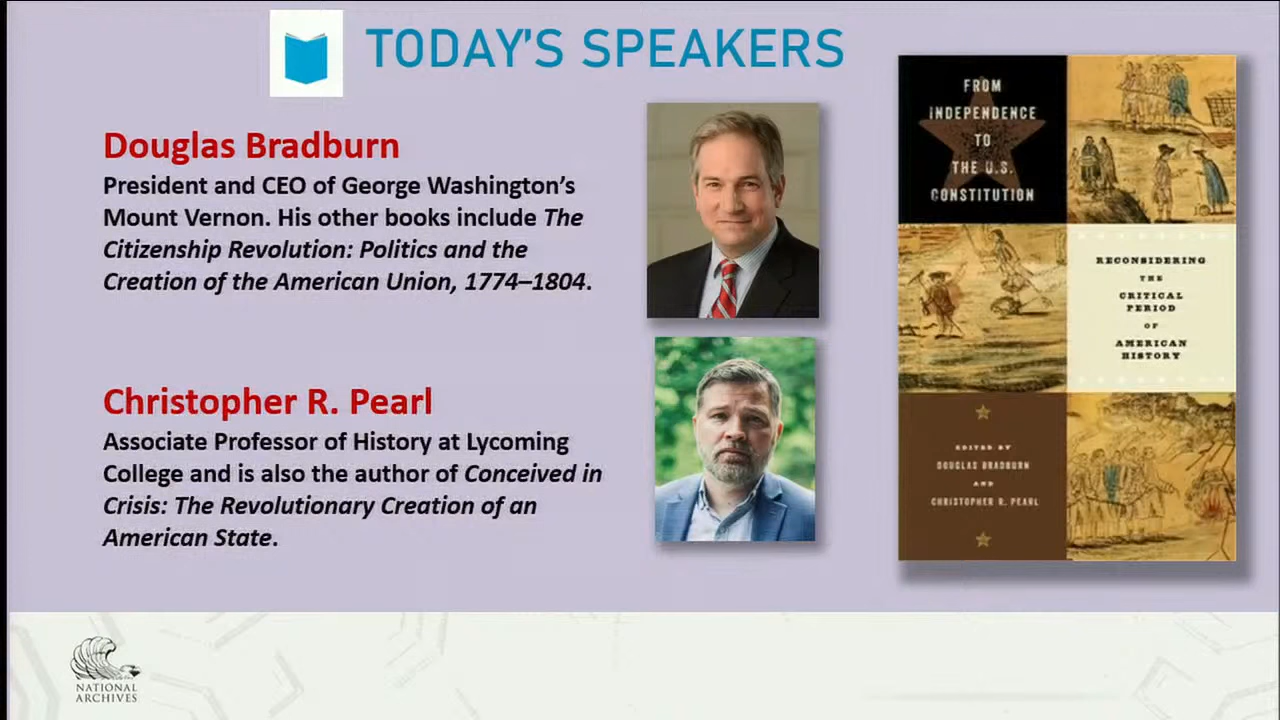 TODAY'S SPEAKERS
Douglas Bradburn
President and CEO of George Washington's
Mount Vernon. His other books include The
Citizenship Revolution: Politics and the
Creation of the American Union, 1774–1804.
Christopher R. Pearl
Associate Professor of History at Lycoming
College and is also the author of Conceived in
Crisis: The Revolutionary Creation of an
American State.
FROM
INDEPENDENCE
TO
THE U.S.
CONSTITUTION
RECONSIDERING
THE
CRITICAL
PERIOD
OF
AMERICAN
HISTORY
EDITED BY
DOUGLAS BRADBURN
AND
CHRISTOPHER R. PEARL
NATIONAL
ARCHIVES